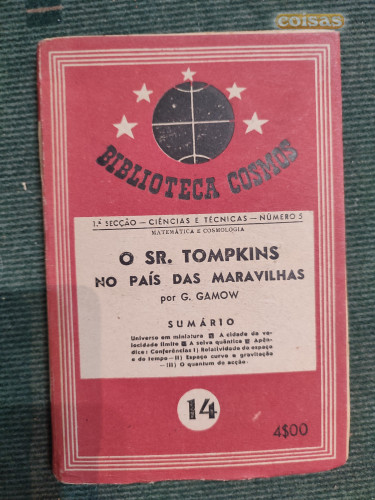 coisas
BIBLIOTECA COSMOS
1.ª SECÇÃO — CIÊNCIAS E TÉCNICAS — NÚMERO 5
MATEMÁTICA E COSMOLOGIA
O SR. TOMPKINS
NO PAÍS DAS MARAVILHAS
por G. GAMOW
SUMÁRIO
Universo em miniatura ■ A cidade da ve-
locidade limite ■ A selva quântica ■ Apên-
dice: Conferências I) Relatividade do espaço
e do tempo — II) Espaço curvo e gravitação
— III) O quantum de acção.
14
4$00